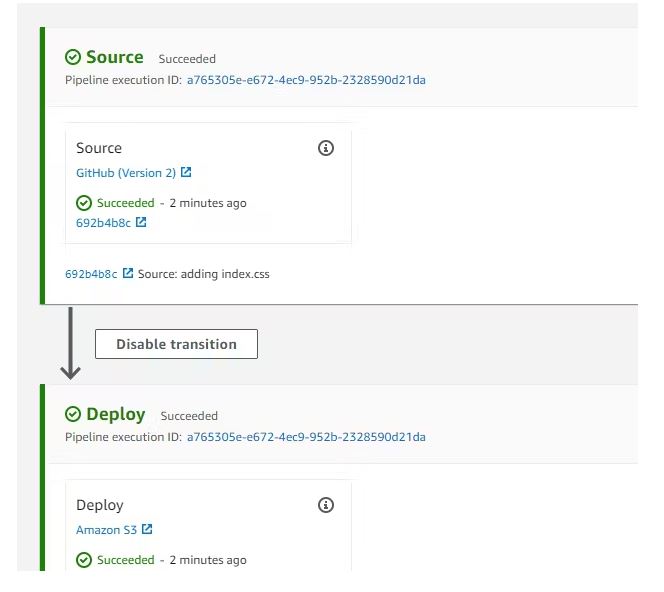 Source Succeeded
Pipeline execution ID: a765305e-e672-4ec9-952b-2328590d21da
Source
GitHub (Version 2)
Succeeded - 2 minutes ago
692b4b8c
692b4b8c Source: adding index.css
Disable transition
Deploy Succeeded
Pipeline execution ID: a765305e-e672-4ec9-952b-2328590d21da
Deploy
Amazon S3
Succeeded - 2 minutes ago